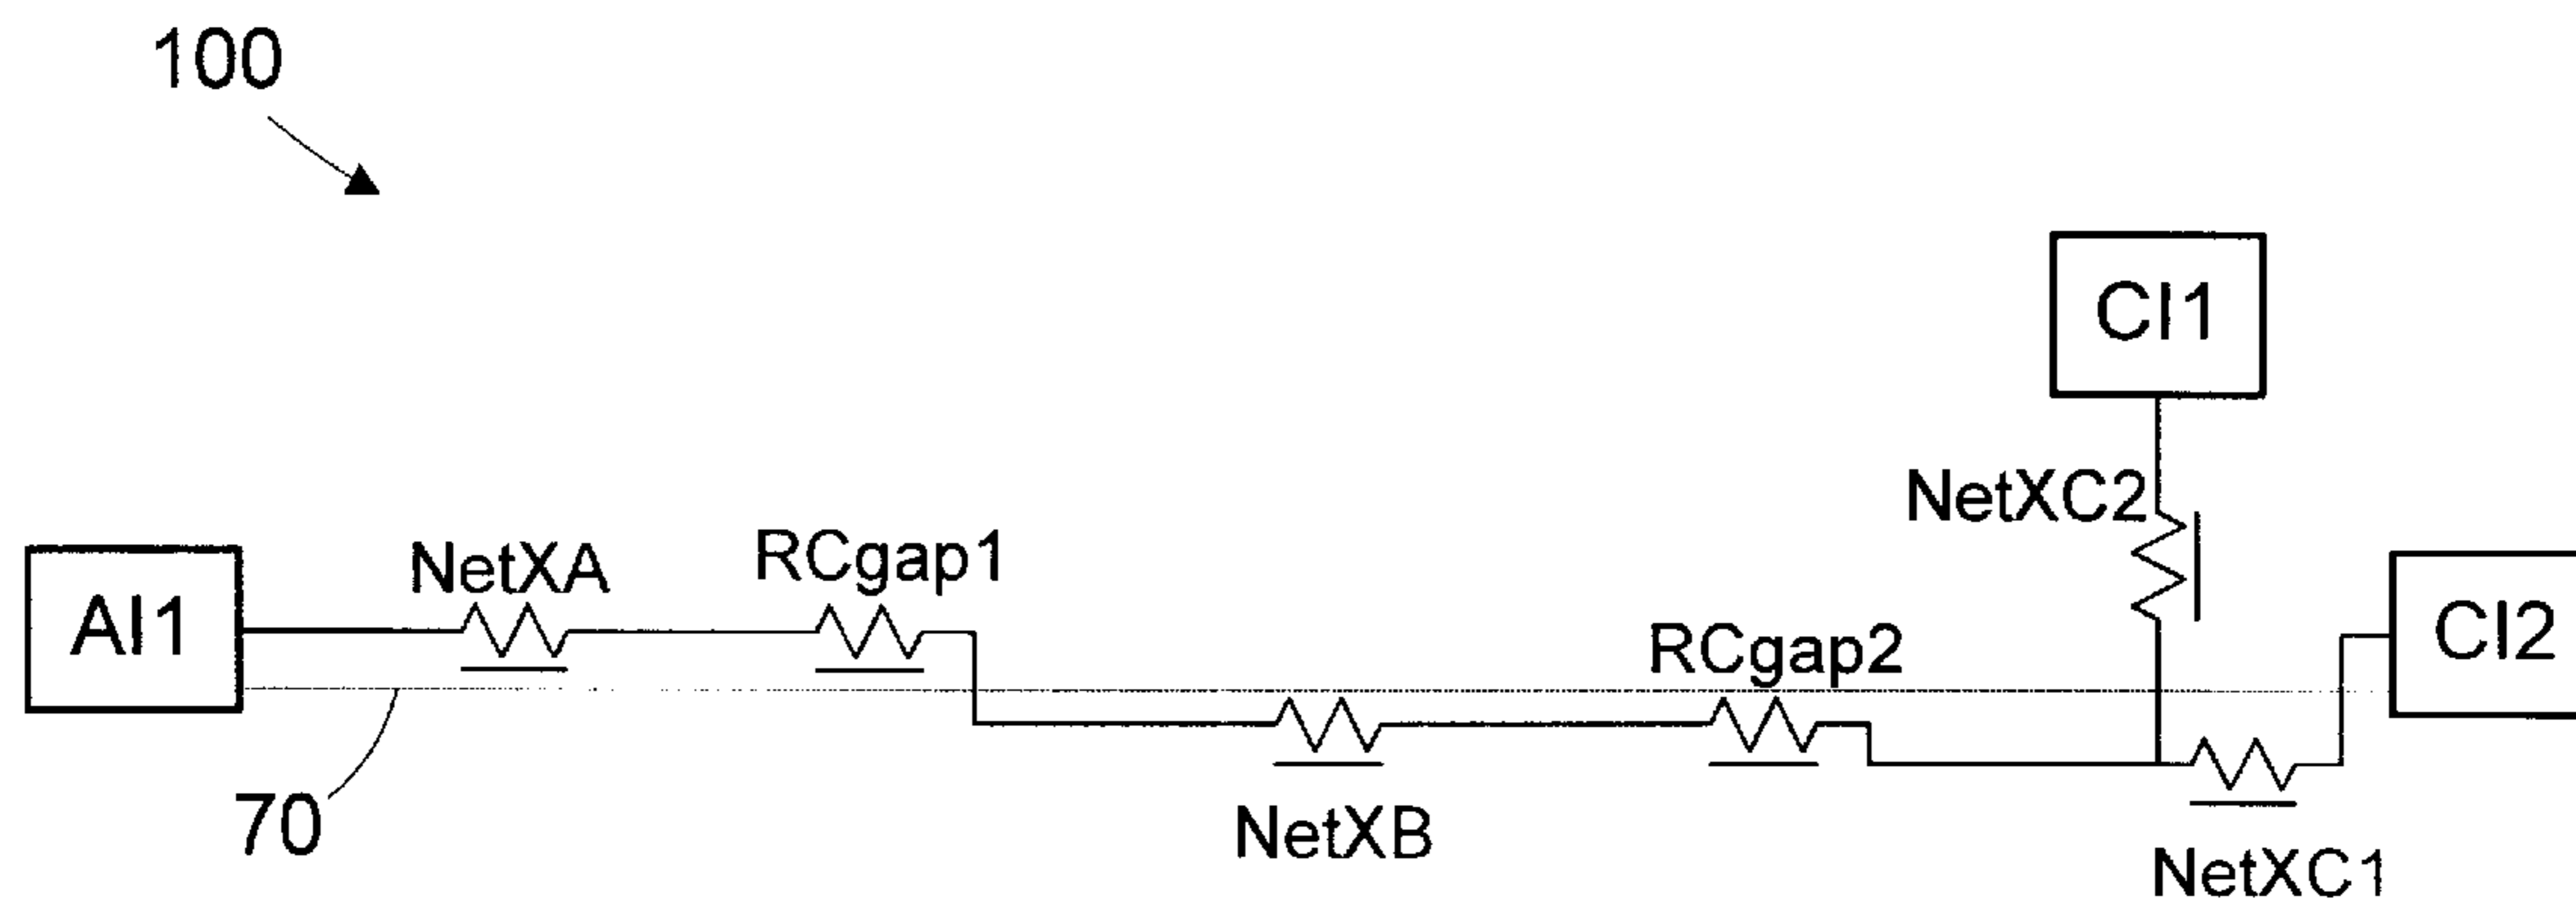 100
CI1
NetXC2
AI1
NetXA
RCgap1
RCgap2
CI2
70
NetXB
NetXC1